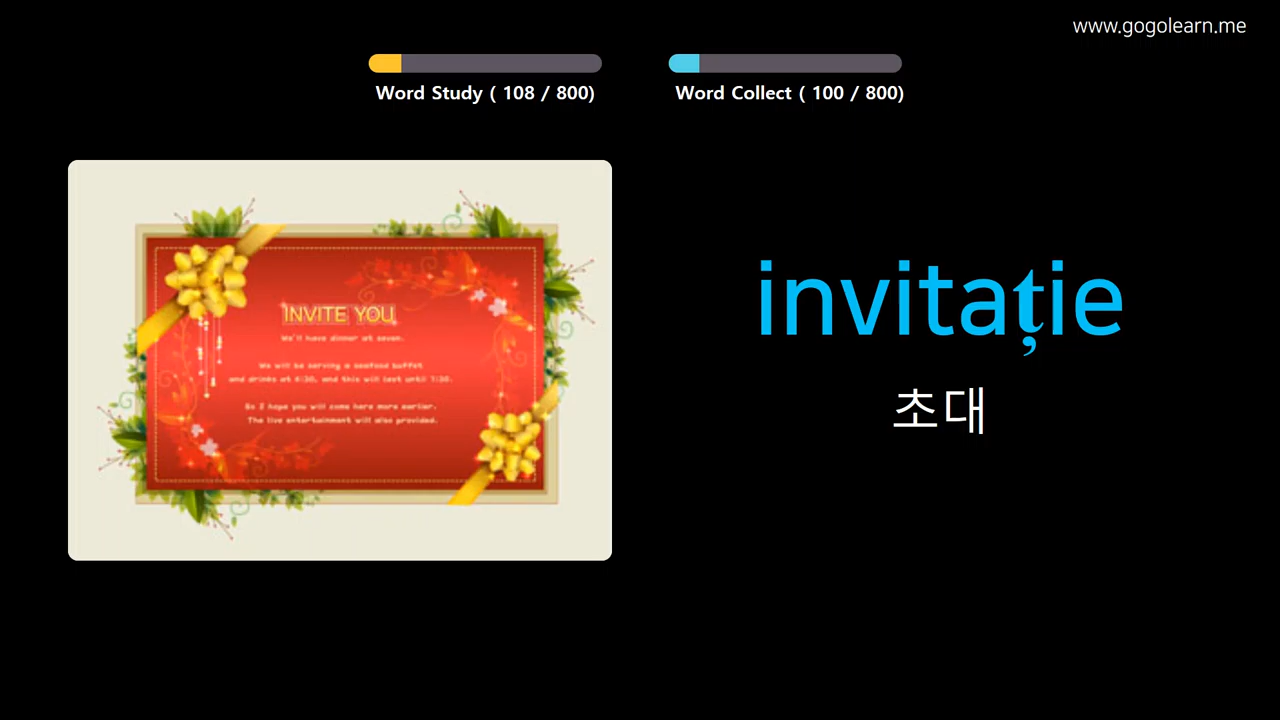 www.gogolearn.me
Word Study ( 108 / 800)
Word Collect ( 100 / 800)
INVITE YOU
We'll have dinner at seven.
We will be serving a seafood buffet
and drinks at 6:30, and this will last until 1:30.
So I hope you will come here more earlier.
The live entertainment will also provided.
invitație
초대